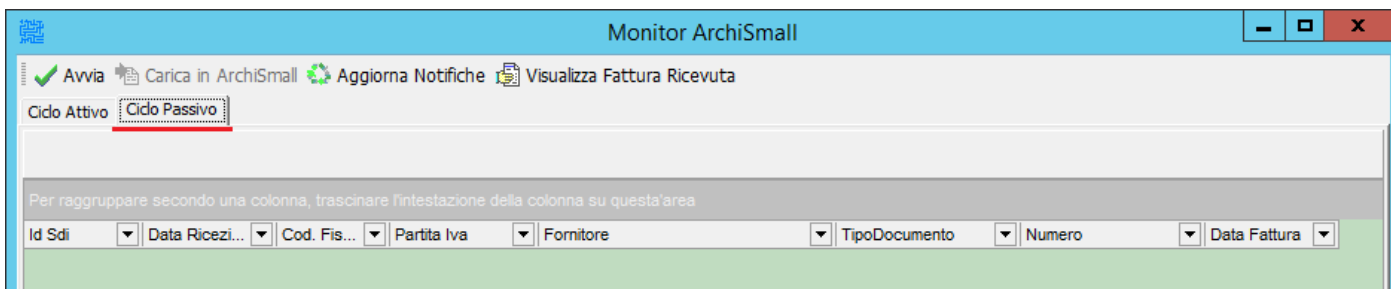 Monitor ArchiSmall
Avvia Carica in ArchiSmall Aggiorna Notifiche Visualizza Fattura Ricevuta
Ciclo Attivo Ciclo Passivo
Per raggruppare secondo una colonna, trascinare l'intestazione della colonna su questa'area
Id Sdi Data Ricezi... Cod. Fis... Partita Iva Fornitore TipoDocumento Numero Data Fattura